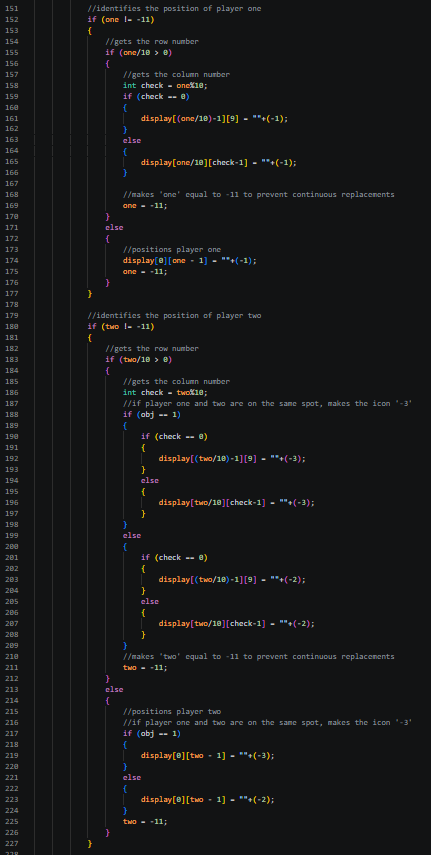 151 //identifies the position of player one
152 if (one != -11)
153 {
154 //gets the row number
155 if (one/10 > 0)
156 {
157 //gets the column number
158 int check = one%10;
159 if (check == 0)
160 {
161 display[(one/10)-1][9] = ""+(-1);
162 }
163 else
164 {
165 display[one/10][check-1] = ""+(-1);
166 }
167
168 //makes 'one' equal to -11 to prevent continuous replacements
169 one = -11;
170 }
171 else
172 {
173 //positions player one
174 display[0][one - 1] = ""+(-1);
175 one = -11;
176 }
177 }
178
179 //identifies the position of player two
180 if (two != -11)
181 {
182 //gets the row number
183 if (two/10 > 0)
184 {
185 //gets the column number
186 int check = two%10;
187 //if player one and two are on the same spot, makes the icon '-3'
188 if (obj == 1)
189 {
190 if (check == 0)
191 {
192 display[(two/10)-1][9] = ""+(-3);
193 }
194 else
195 {
196 display[two/10][check-1] = ""+(-3);
197 }
198 }
199 else
200 {
201 if (check == 0)
202 {
203 display[(two/10)-1][9] = ""+(-2);
204 }
205 else
206 {
207 display[two/10][check-1] = ""+(-2);
208 }
209 }
210 //makes 'two' equal to -11 to prevent continuous replacements
211 two = -11;
212 }
213 else
214 {
215 //positions player two
216 //if player one and two are on the same spot, makes the icon '-3'
217 if (obj == 1)
218 {
219 display[0][two - 1] = ""+(-3);
220 }
221 else
222 {
223 display[0][two - 1] = ""+(-2);
224 }
225 two = -11;
226 }
227 }